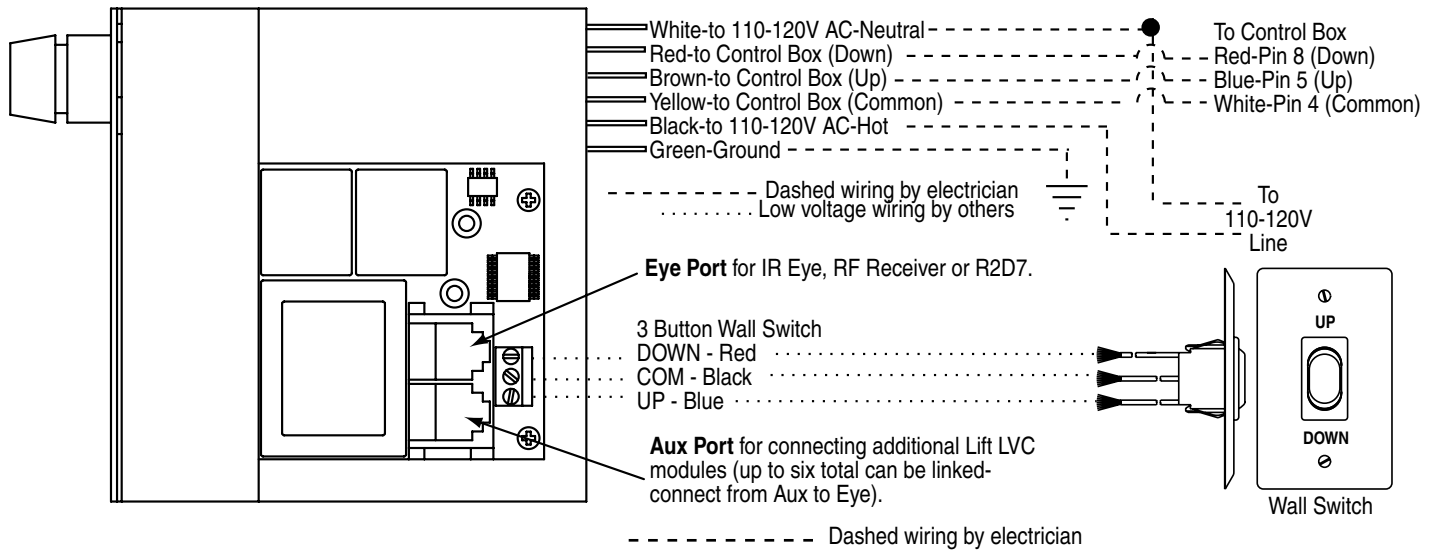 White-to 110-120V AC-Neutral
Red-to Control Box (Down)
Brown-to Control Box (Up)
Yellow-to Control Box (Common)
Black-to 110-120V AC-Hot
Green-Ground
To Control Box
Red-Pin 8 (Down)
Blue-Pin 5 (Up)
White-Pin 4 (Common)
Dashed wiring by electrician
Low voltage wiring by others
To
110-120V
Line
Eye Port for IR Eye, RF Receiver or R2D7.
3 Button Wall Switch
DOWN - Red
COM - Black
UP - Blue
UP
DOWN
Wall Switch
Aux Port for connecting additional Lift LVC
modules (up to six total can be linked-
connect from Aux to Eye).
Dashed wiring by electrician